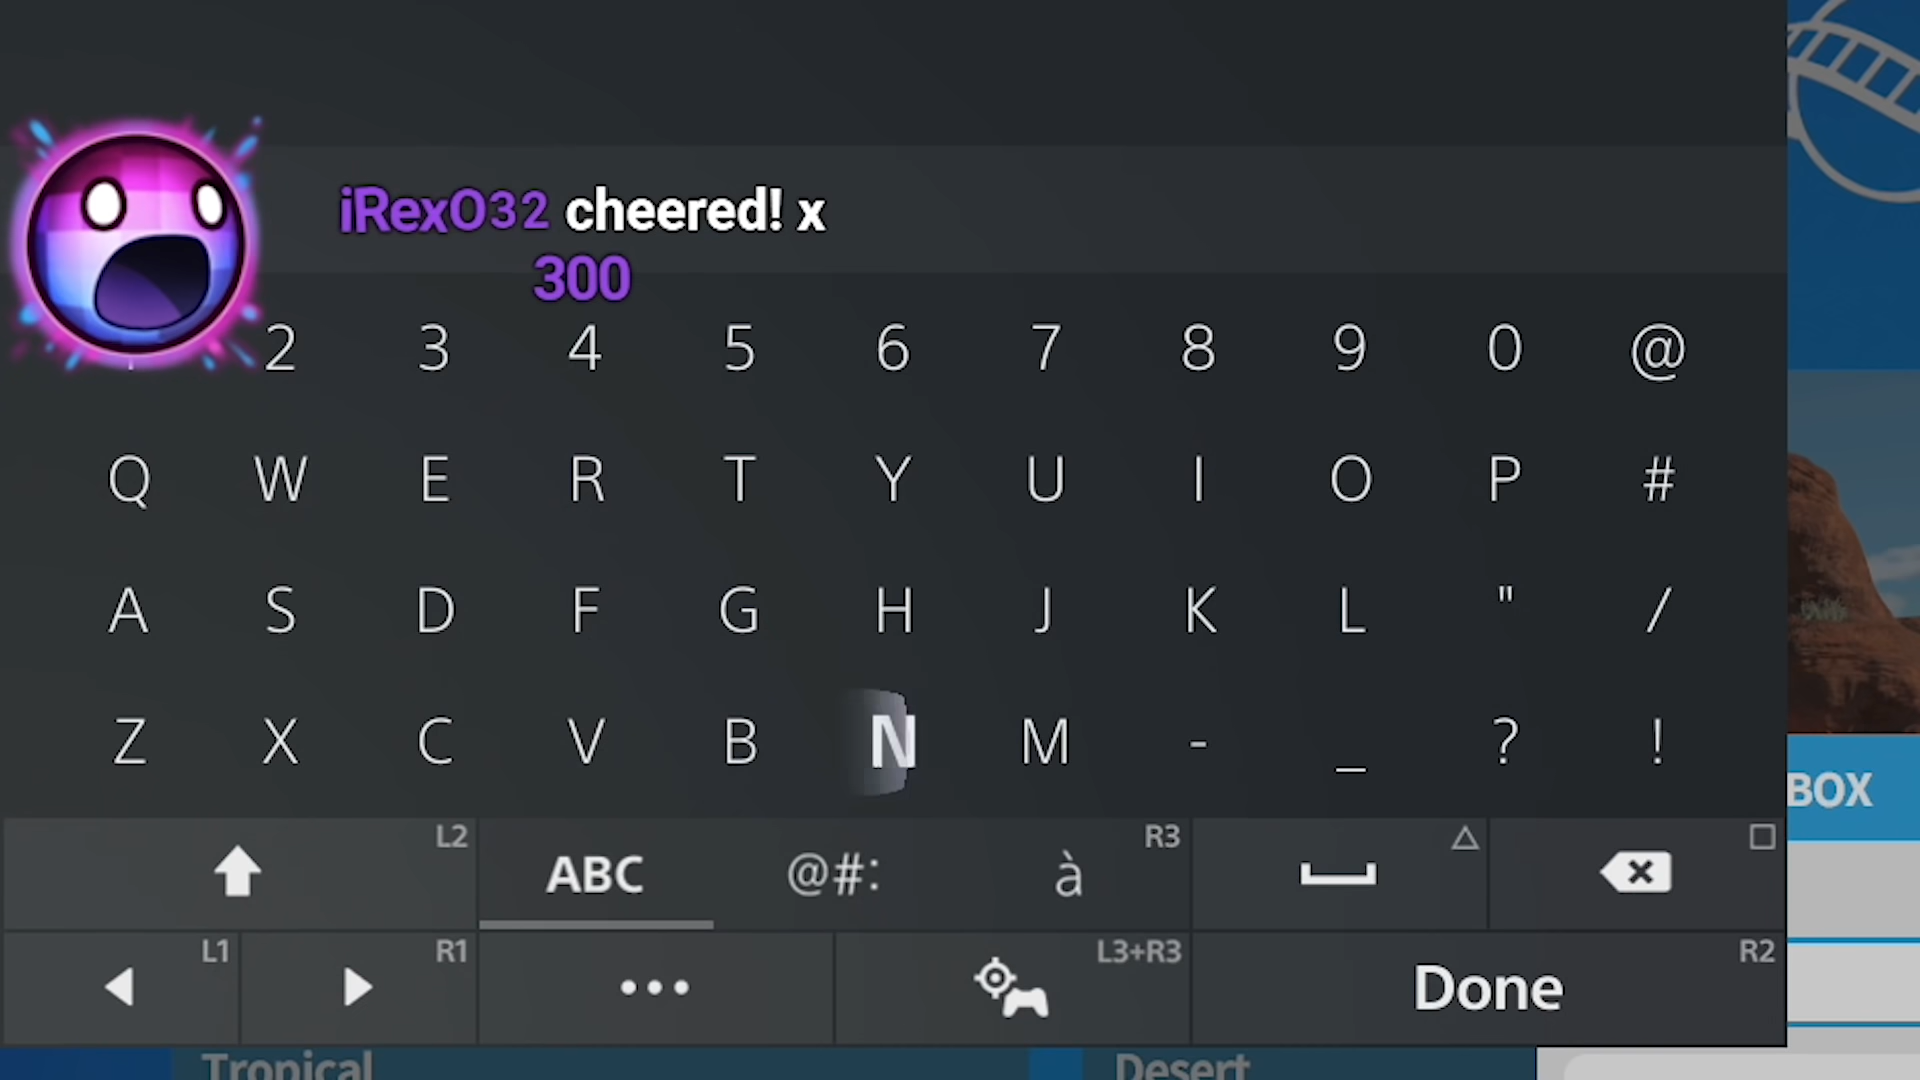 iRexO32 cheered! x
300
2 3 4 5 6 7 8 9 0 @
Q W E R T Y U I O P #
A S D F G H J K L " /
Z X C V B N M - _ ? !
L2 ABC @#: à R3
L1 R1 ... L3+R3 Done R2
BOX
Tropical Desert